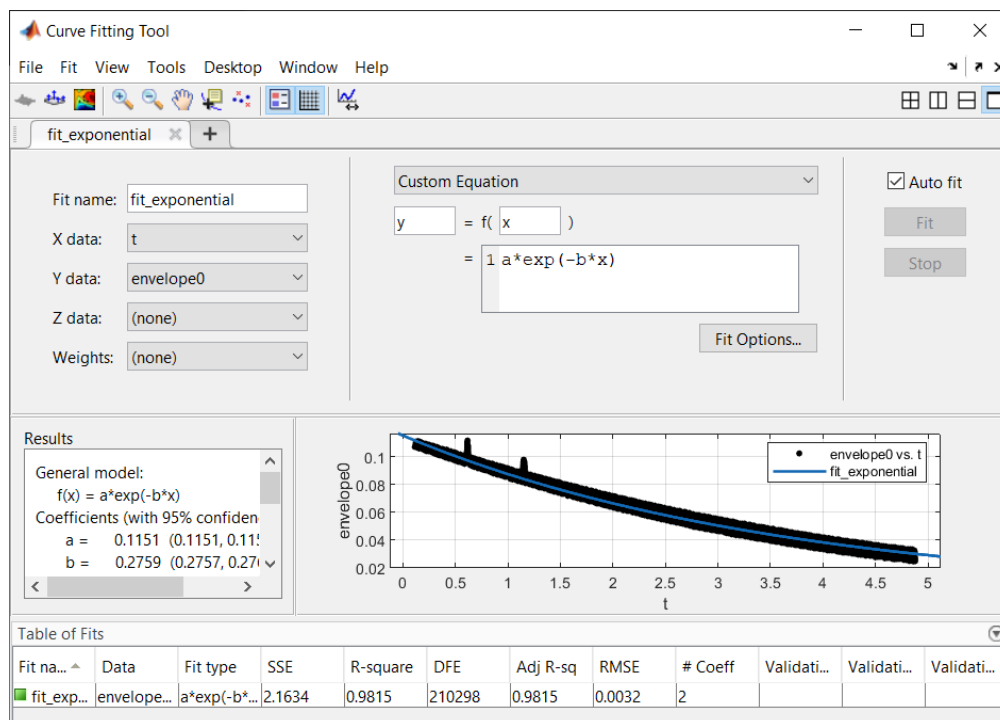 Curve Fitting Tool
File Fit View Tools Desktop Window Help
fit_exponential
Fit name: fit_exponential
X data: t
Y data: envelope0
Z data: (none)
Weights: (none)
Custom Equation
y = f( x )
= 1 a*exp(-b*x)
Fit Options...
Auto fit
Fit
Stop
Results
General model:
f(x) = a*exp(-b*x)
Coefficients (with 95% confiden
a = 0.1151 (0.1151, 0.115
b = 0.2759 (0.2757, 0.276
envelope0
0.1
0.08
0.06
0.04
0.02
0 0.5 1 1.5 2 2.5 3 3.5 4 4.5 5
t
envelope0 vs. t
fit_exponential
Table of Fits
Fit na... Data Fit type SSE R-square DFE Adj R-sq RMSE # Coeff Validati... Validati... Validati...
fit_exp... envelope... a*exp(-b*... 2.1634 0.9815 210298 0.9815 0.0032 2